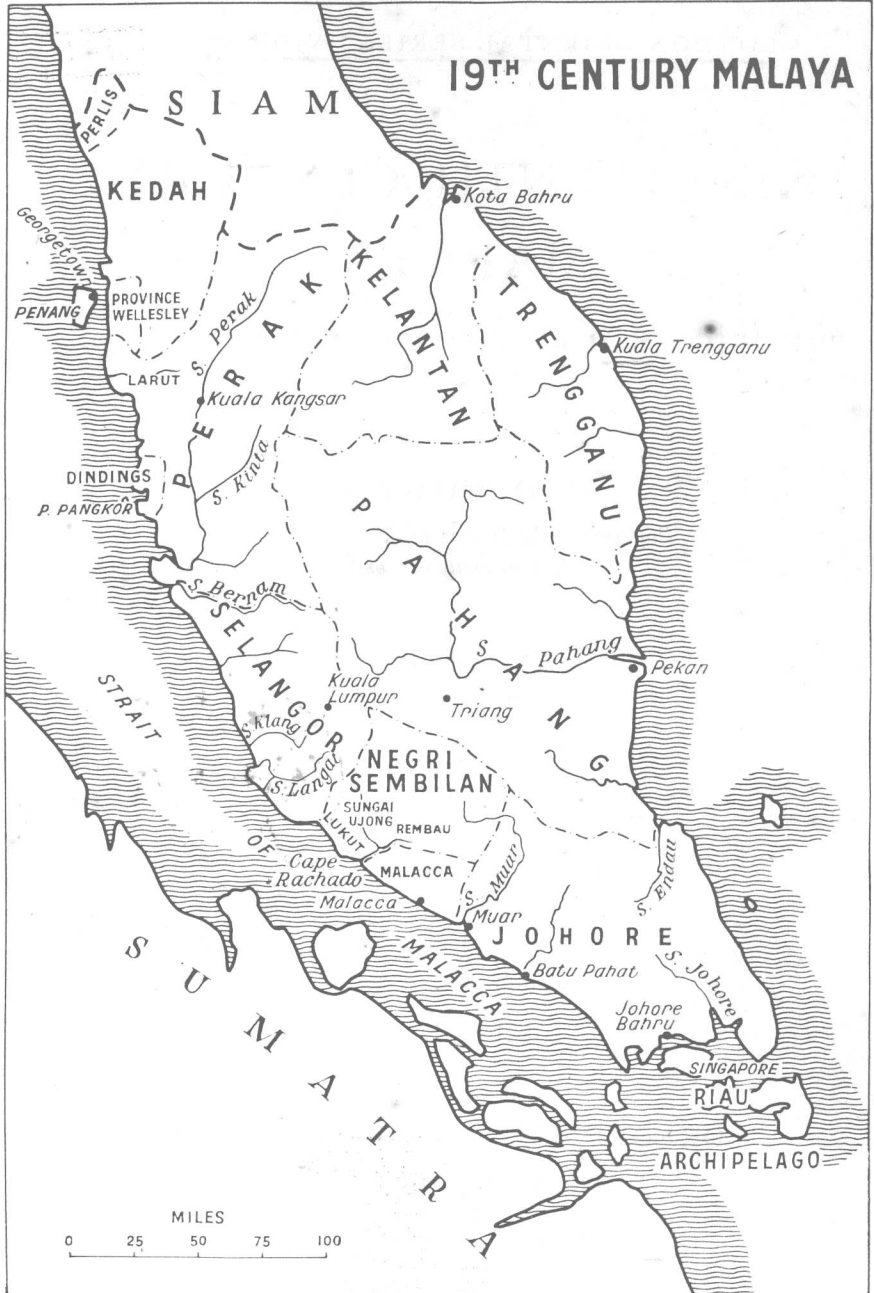 19TH CENTURY MALAYA
SIAM
PERLIS
KEDAH
Kota Bahru
Georgetown
PENANG
PROVINCE
WELLESLEY
S. Perak
PERAK
KELANTAN
TRENGGANU
Kuala Trengganu
LARUT
Kuala Kangsar
S. Kinta
DINDINGS
P. PANGKOR
PAHANG
S. Bernam
SELANGOR
S Pahang
Pekan
Kuala
Lumpur
Triang
STRAIT
OF
MALACCA
S Klang
S. Langat
NEGRI
SEMBILAN
SUNGAI
UJONG
REMBAU
LUKUT
Cape
Rachado
MALACCA
Malacca
S. Muar
Muar
S. Endau
JOHORE
Batu Pahat
S. Johore
Johore
Bahru
SINGAPORE
RIAU
ARCHIPELAGO
SUMATRA
MILES
0 25 50 75 100